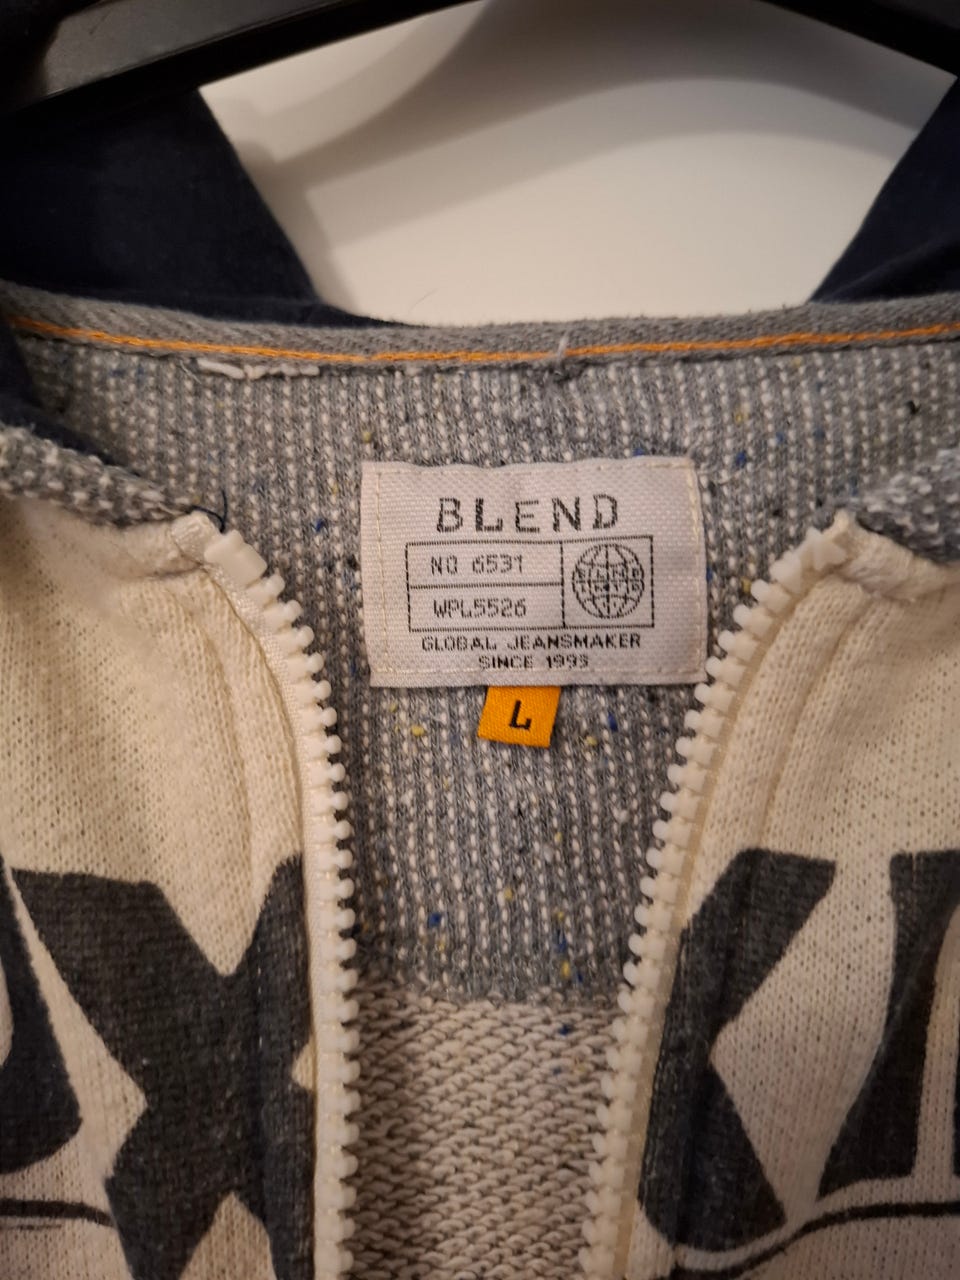 BLEND
NO 6531
WPL5526
GLOBAL JEANSMAKER
SINCE 1993
L